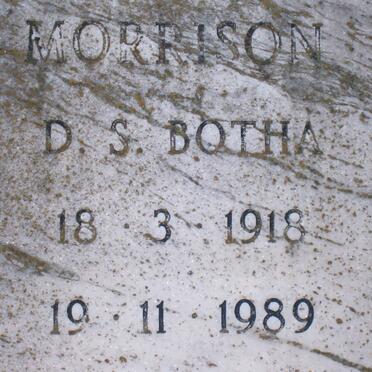 MORRISON
D. S. BOTHA
18 · 3 · 1918
19 · 11 · 1989